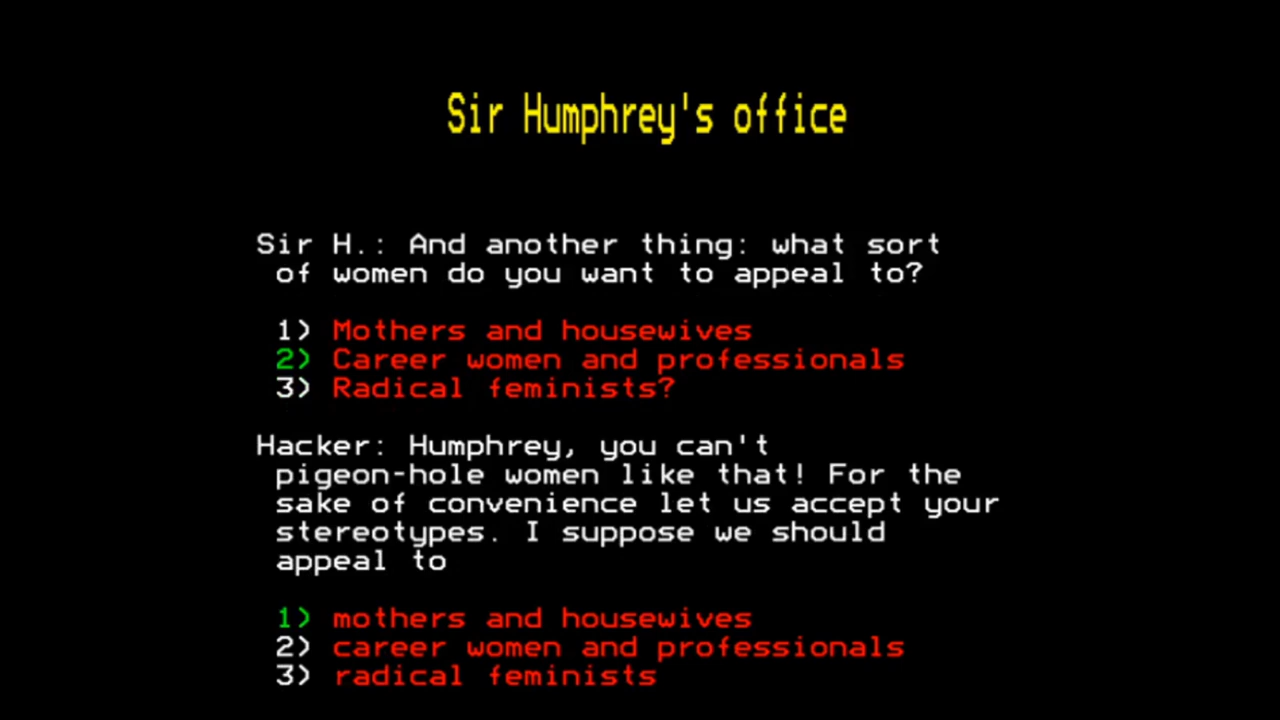 Sir Humphrey's office
Sir H.: And another thing: what sort
of women do you want to appeal to?
1) Mothers and housewives
2) Career women and professionals
3) Radical feminists?
Hacker: Humphrey, you can't
pigeon-hole women like that! For the
sake of convenience let us accept your
stereotypes. I suppose we should
appeal to
1) mothers and housewives
2) career women and professionals
3) radical feminists